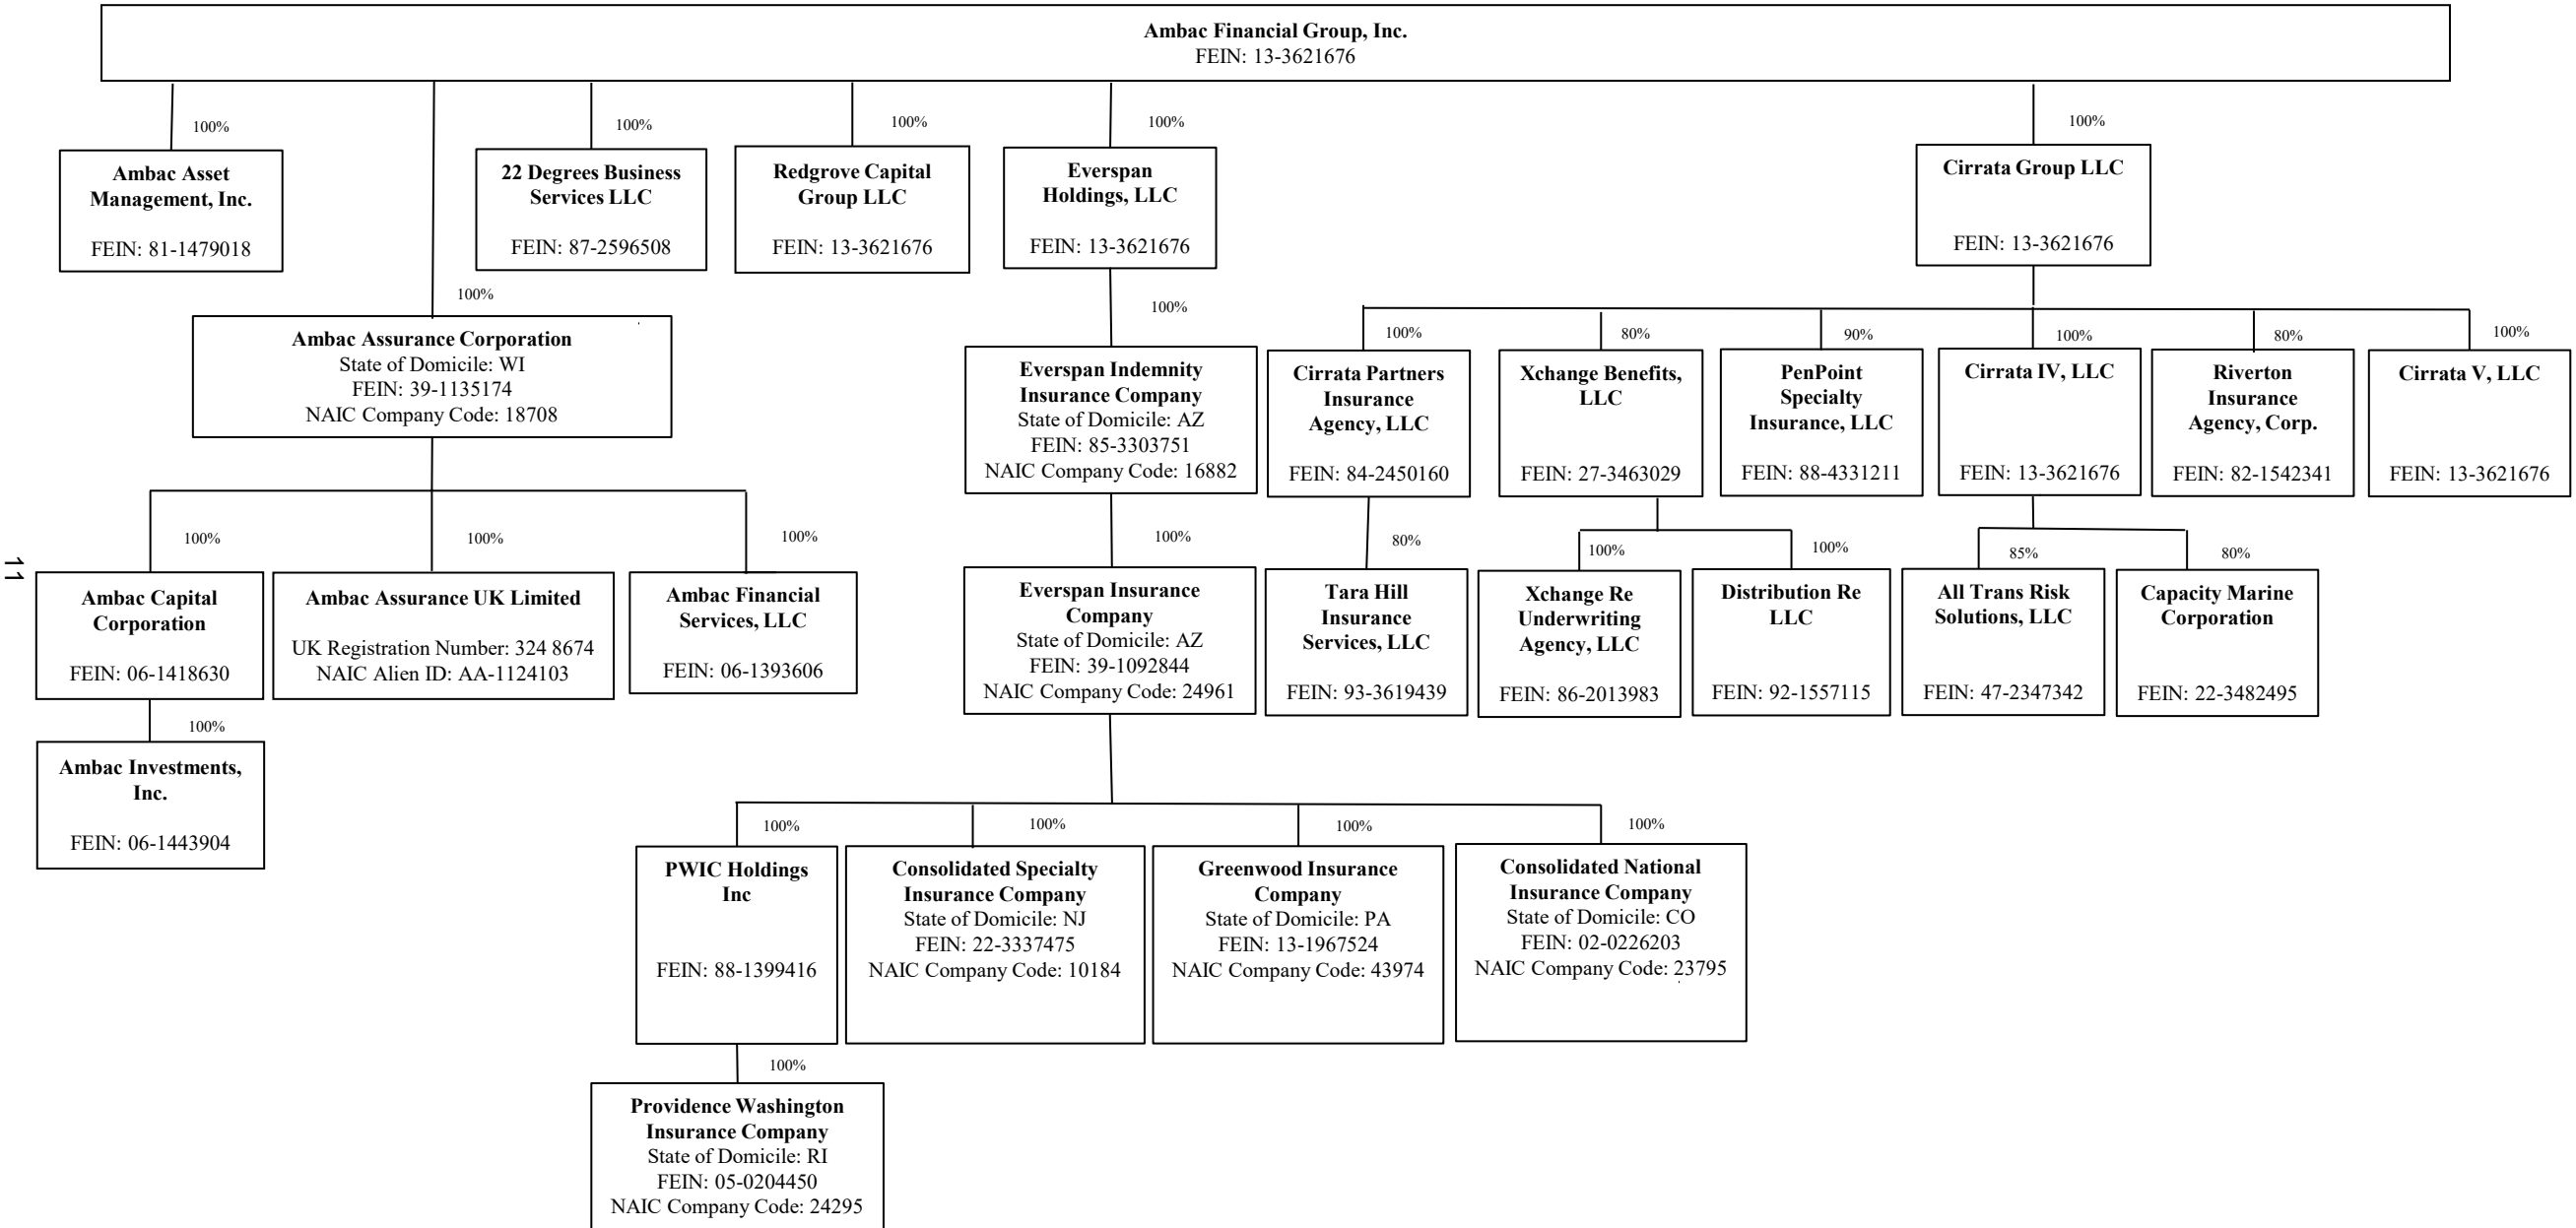 Ambac Financial Group, Inc.
FEIN: 13-3621676
100%
Ambac Asset
Management, Inc.
FEIN: 81-1479018
100%
22 Degrees Business
Services LLC
FEIN: 87-2596508
100%
Redgrove Capital
Group LLC
FEIN: 13-3621676
100%
Everspan
Holdings, LLC
FEIN: 13-3621676
100%
Cirrata Group LLC
FEIN: 13-3621676
100%
Ambac Assurance Corporation
State of Domicile: WI
FEIN: 39-1135174
NAIC Company Code: 18708
100%
Everspan Indemnity
Insurance Company
State of Domicile: AZ
FEIN: 85-3303751
NAIC Company Code: 16882
100%
Cirrata Partners
Insurance
Agency, LLC
FEIN: 84-2450160
80%
Xchange Benefits,
LLC
FEIN: 27-3463029
90%
PenPoint
Specialty
Insurance, LLC
FEIN: 88-4331211
100%
Cirrata IV, LLC
FEIN: 13-3621676
80%
Riverton
Insurance
Agency, Corp.
FEIN: 82-1542341
100%
Cirrata V, LLC
FEIN: 13-3621676
11
100%
Ambac Capital
Corporation
FEIN: 06-1418630
100%
Ambac Assurance UK Limited
UK Registration Number: 324 8674
NAIC Alien ID: AA-1124103
100%
Ambac Financial
Services, LLC
FEIN: 06-1393606
100%
Everspan Insurance
Company
State of Domicile: AZ
FEIN: 39-1092844
NAIC Company Code: 24961
80%
Tara Hill
Insurance
Services, LLC
FEIN: 93-3619439
100%
Xchange Re
Underwriting
Agency, LLC
FEIN: 86-2013983
100%
Distribution Re
LLC
FEIN: 92-1557115
85%
All Trans Risk
Solutions, LLC
FEIN: 47-2347342
80%
Capacity Marine
Corporation
FEIN: 22-3482495
100%
Ambac Investments,
Inc.
FEIN: 06-1443904
100%
PWIC Holdings
Inc
FEIN: 88-1399416
100%
Consolidated Specialty
Insurance Company
State of Domicile: NJ
FEIN: 22-3337475
NAIC Company Code: 10184
100%
Greenwood Insurance
Company
State of Domicile: PA
FEIN: 13-1967524
NAIC Company Code: 43974
100%
Consolidated National
Insurance Company
State of Domicile: CO
FEIN: 02-0226203
NAIC Company Code: 23795
100%
Providence Washington
Insurance Company
State of Domicile: RI
FEIN: 05-0204450
NAIC Company Code: 24295